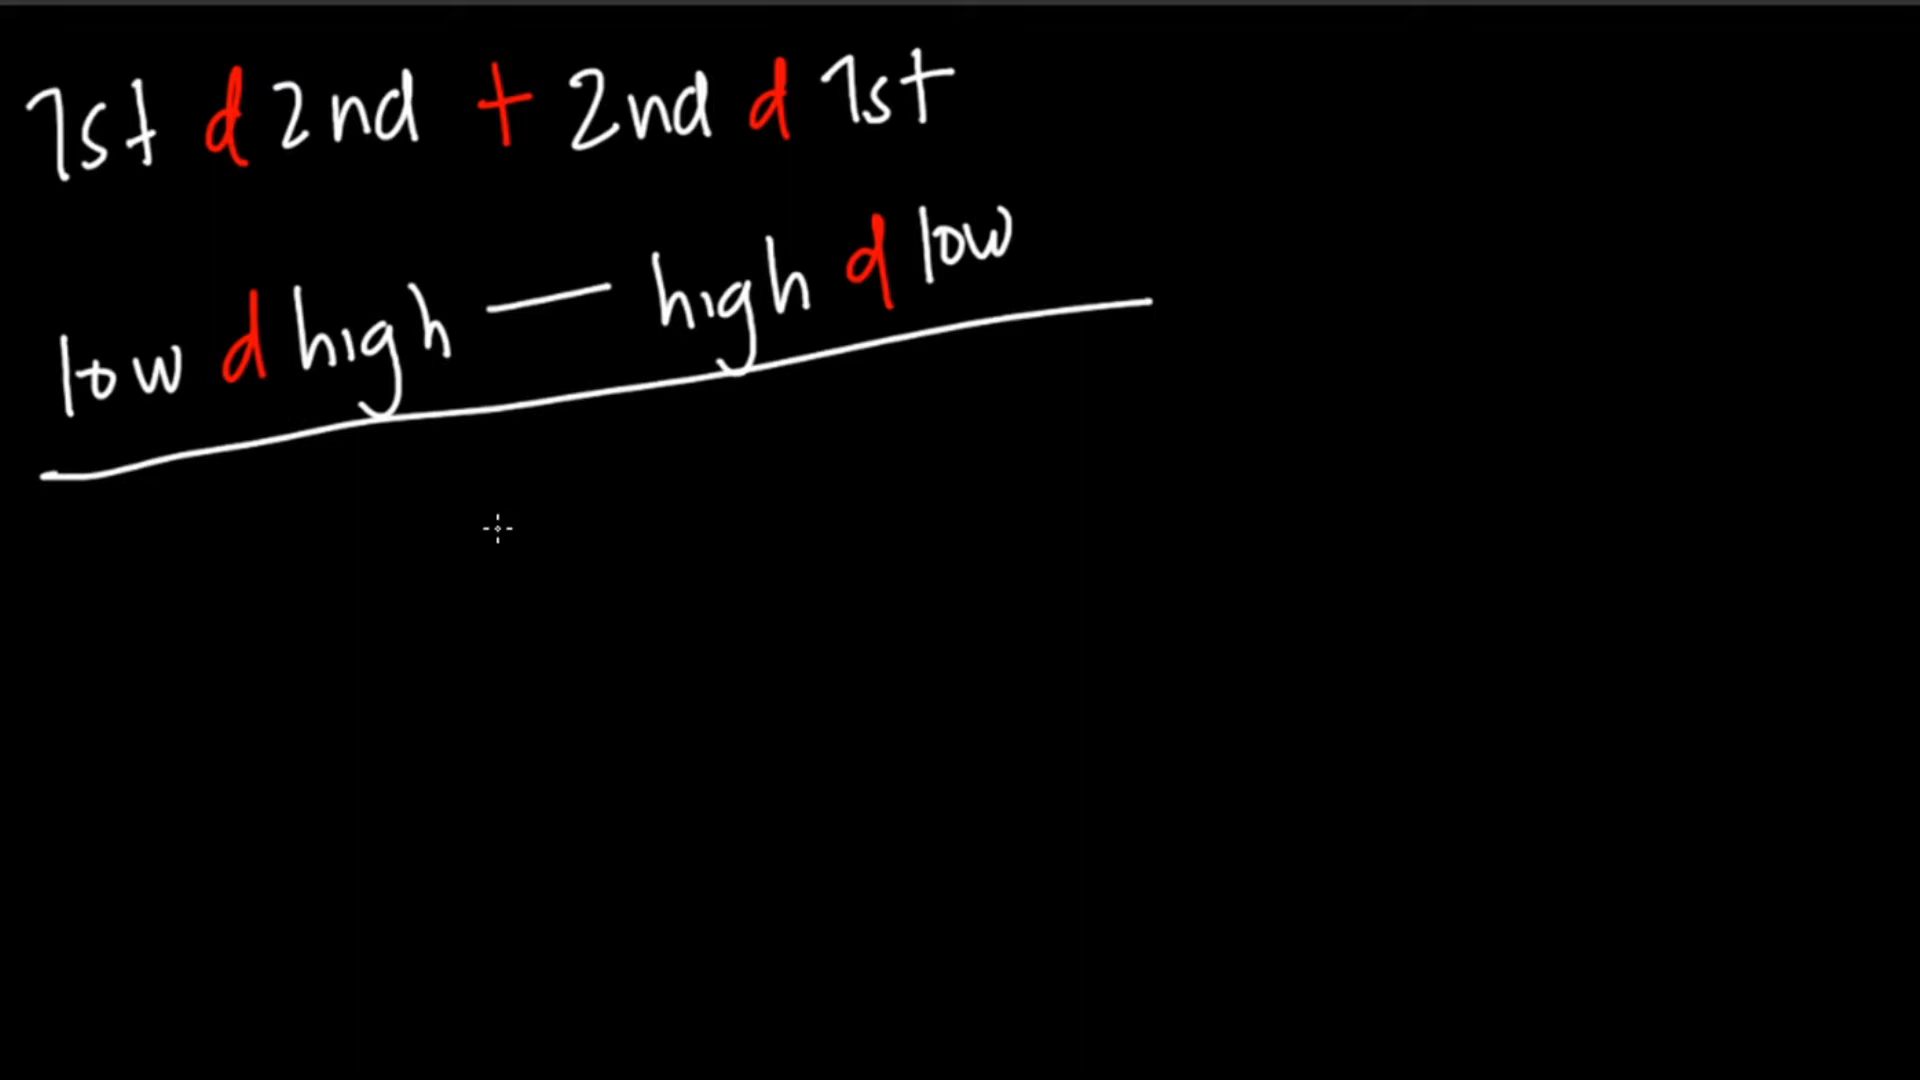 1st d 2nd + 2nd d 1st
low d high — high d low